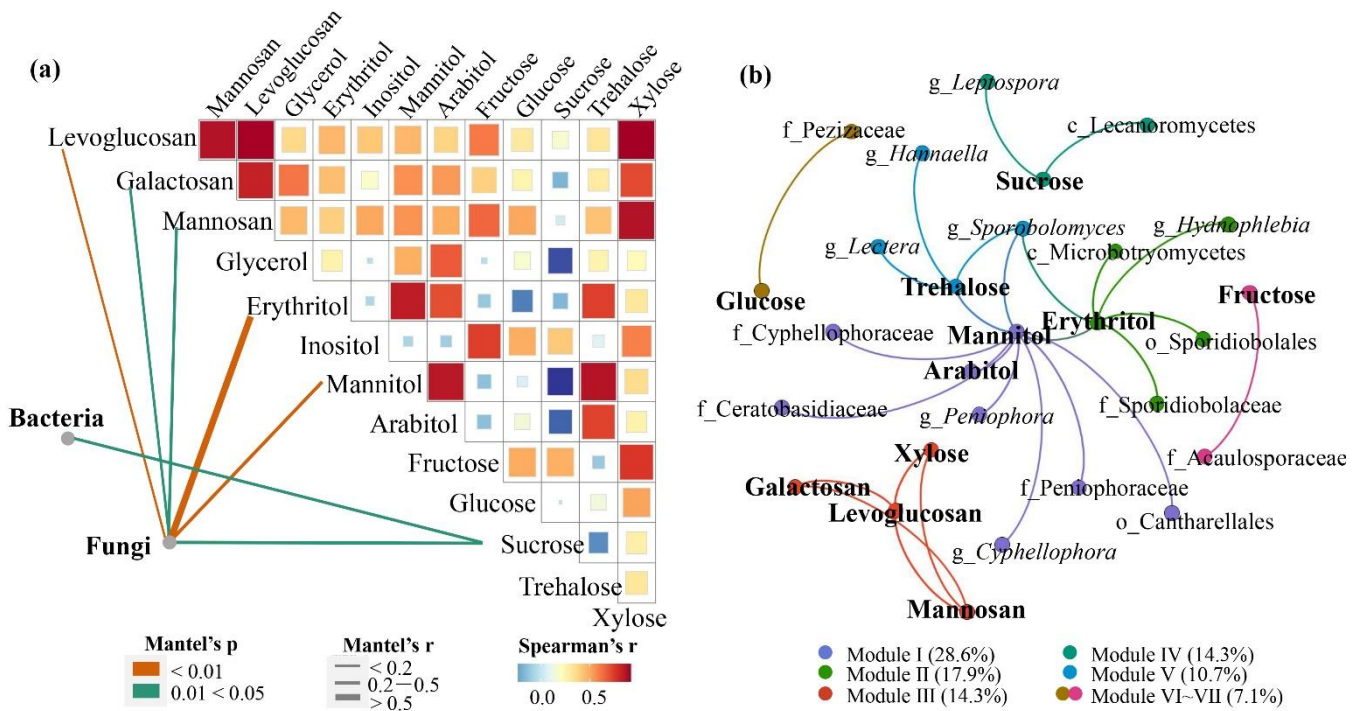 (a)
Mannosan
Levoglucosan
Glycerol
Erythritol
Inositol
Mannitol
Arabitol
Fructose
Glucose
Sucrose
Trehalose
Xylose
Levoglucosan
Galactosan
Mannosan
Glycerol
Erythritol
Inositol
Mannitol
Arabitol
Fructose
Glucose
Sucrose
Trehalose
Xylose
Bacteria
Fungi
Mantel's p
< 0.01
0.01 < 0.05
Mantel's r
< 0.2
0.2－0.5
> 0.5
Spearman's r
0.0 0.5
(b)
g_Leptospora
f_Pezizaceae
c_Lecanoromycetes
g_Hannaella
Sucrose
g_Sporobolomyces
g_Hydnophlebia
g_Lectera
c_Microbotryomycetes
Glucose
Trehalose
Fructose
f_Cyphellophoraceae
Mannitol
Erythritol
o_Sporidiobolales
Arabitol
f_Ceratobasidiaceae
g_Peniophora
f_Sporidiobolaceae
Xylose
f_Acaulosporaceae
Galactosan
f_Peniophoraceae
Levoglucosan
o_Cantharellales
g_Cyphellophora
Mannosan
Module I (28.6%)
Module II (17.9%)
Module III (14.3%)
Module IV (14.3%)
Module V (10.7%)
Module VI~VII (7.1%)